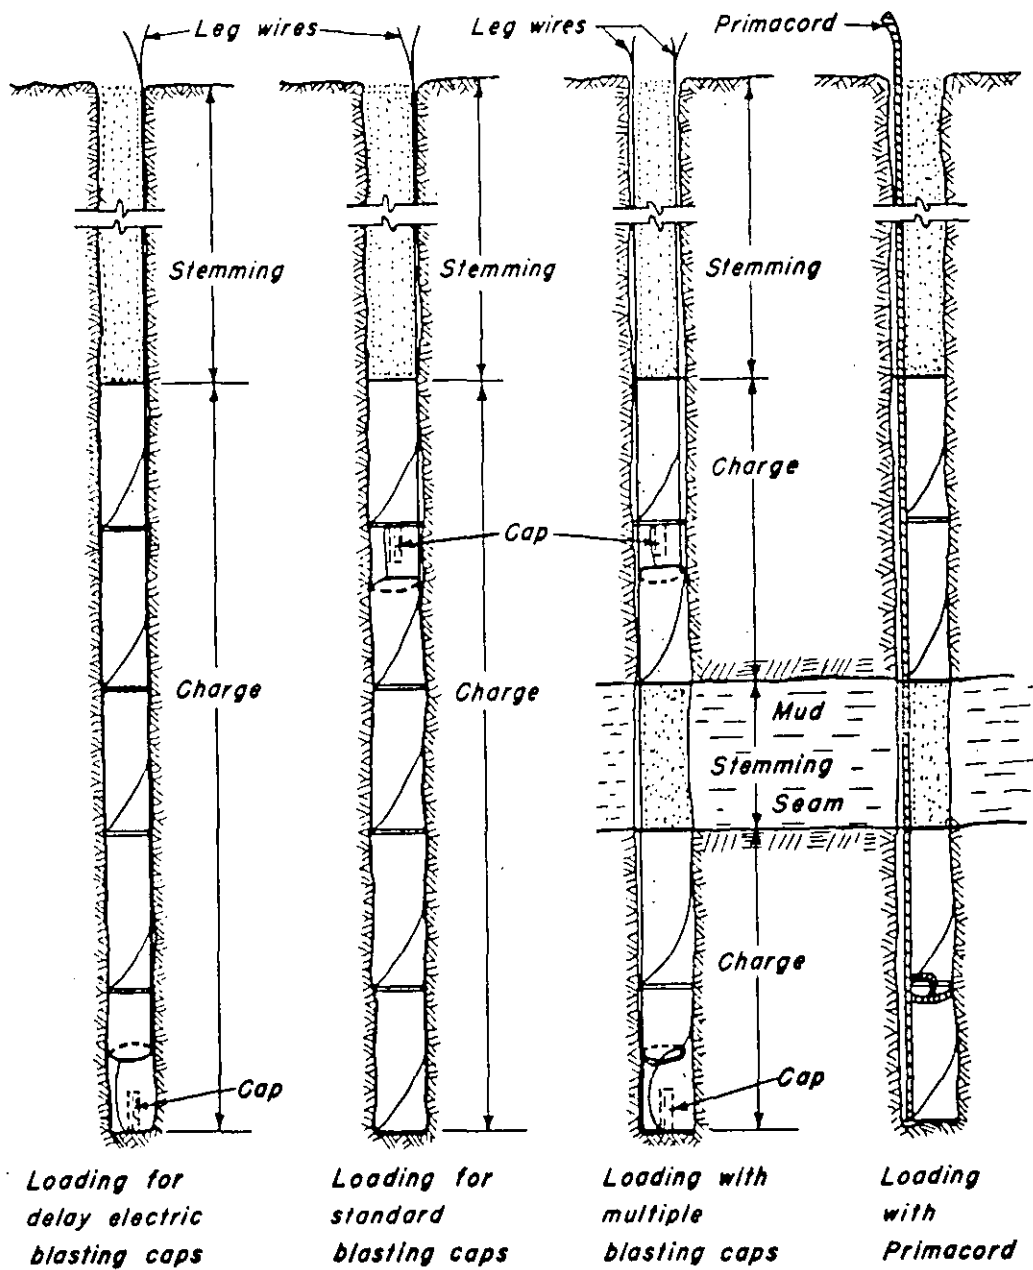 Leg wires
Leg wires
Primacord
Stemming
Stemming
Stemming
Charge
Cap
Charge
Charge
Mud
Stemming
Seam
Charge
Cap
Cap
Loading for
delay electric
blasting caps
Loading for
standard
blasting caps
Loading with
multiple
blasting caps
Loading
with
Primacord